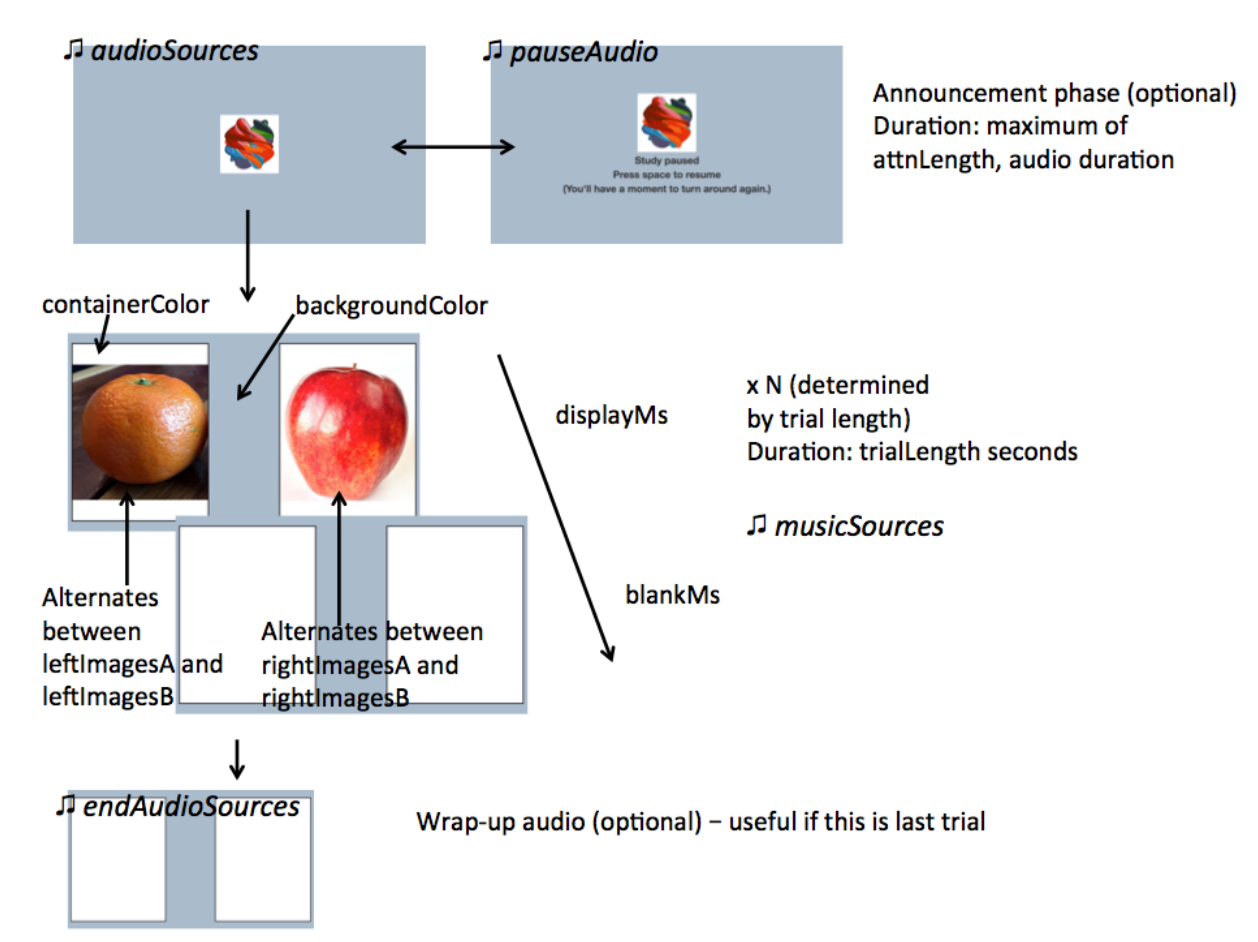 ♫ audioSources
♫ pauseAudio
Study paused
Press space to resume
(You'll have a moment to turn around again.)
Announcement phase (optional)
Duration: maximum of
attnLength, audio duration
containerColor
backgroundColor
displayMs
x N (determined
by trial length)
Duration: trialLength seconds
♫ musicSources
blankMs
Alternates
between
leftImagesA and
leftImagesB
Alternates between
rightImagesA and
rightImagesB
♫ endAudioSources
Wrap-up audio (optional) – useful if this is last trial